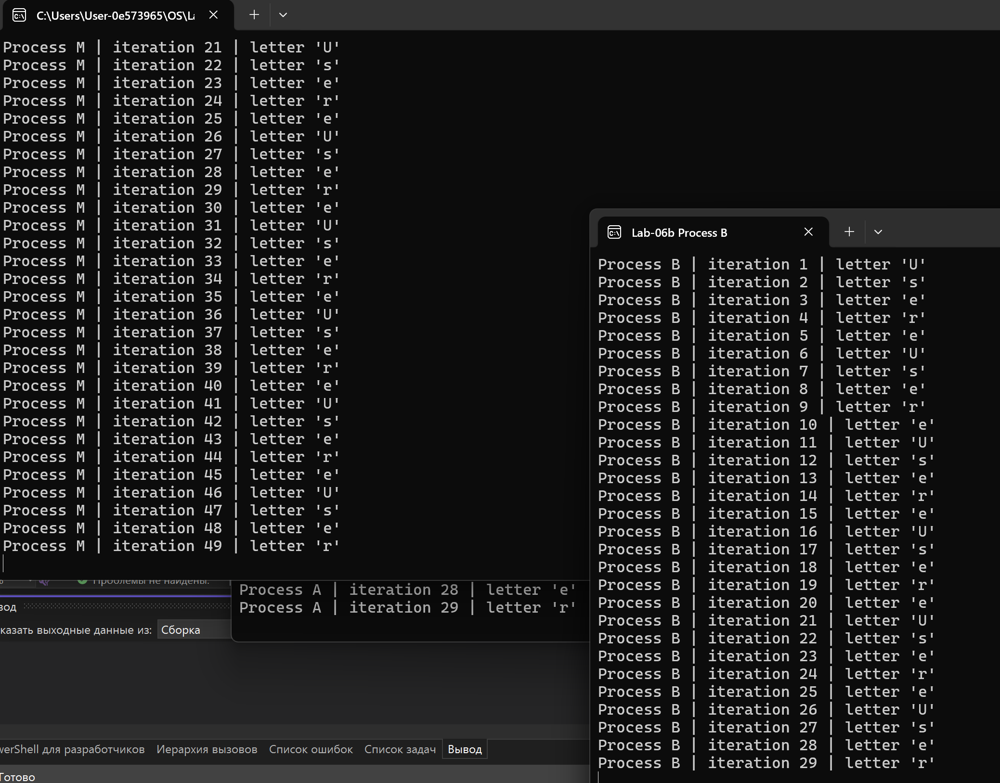 C:\Users\User-0e573965\OS\La
Process M | iteration 21 | letter 'U'
Process M | iteration 22 | letter 's'
Process M | iteration 23 | letter 'e'
Process M | iteration 24 | letter 'r'
Process M | iteration 25 | letter 'e'
Process M | iteration 26 | letter 'U'
Process M | iteration 27 | letter 's'
Process M | iteration 28 | letter 'e'
Process M | iteration 29 | letter 'r'
Process M | iteration 30 | letter 'e'
Process M | iteration 31 | letter 'U'
Process M | iteration 32 | letter 's'
Process M | iteration 33 | letter 'e'
Process M | iteration 34 | letter 'r'
Process M | iteration 35 | letter 'e'
Process M | iteration 36 | letter 'U'
Process M | iteration 37 | letter 's'
Process M | iteration 38 | letter 'e'
Process M | iteration 39 | letter 'r'
Process M | iteration 40 | letter 'e'
Process M | iteration 41 | letter 'U'
Process M | iteration 42 | letter 's'
Process M | iteration 43 | letter 'e'
Process M | iteration 44 | letter 'r'
Process M | iteration 45 | letter 'e'
Process M | iteration 46 | letter 'U'
Process M | iteration 47 | letter 's'
Process M | iteration 48 | letter 'e'
Process M | iteration 49 | letter 'r'
Lab-06b Process B
Process B | iteration 1 | letter 'U'
Process B | iteration 2 | letter 's'
Process B | iteration 3 | letter 'e'
Process B | iteration 4 | letter 'r'
Process B | iteration 5 | letter 'e'
Process B | iteration 6 | letter 'U'
Process B | iteration 7 | letter 's'
Process B | iteration 8 | letter 'e'
Process B | iteration 9 | letter 'r'
Process B | iteration 10 | letter 'e'
Process B | iteration 11 | letter 'U'
Process B | iteration 12 | letter 's'
Process B | iteration 13 | letter 'e'
Process B | iteration 14 | letter 'r'
Process B | iteration 15 | letter 'e'
Process B | iteration 16 | letter 'U'
Process B | iteration 17 | letter 's'
Process B | iteration 18 | letter 'e'
Process B | iteration 19 | letter 'r'
Process B | iteration 20 | letter 'e'
Process B | iteration 21 | letter 'U'
Process B | iteration 22 | letter 's'
Process B | iteration 23 | letter 'e'
Process B | iteration 24 | letter 'r'
Process B | iteration 25 | letter 'e'
Process B | iteration 26 | letter 'U'
Process B | iteration 27 | letter 's'
Process B | iteration 28 | letter 'e'
Process B | iteration 29 | letter 'r'
Проблемы не найдены.
Process A | iteration 28 | letter 'e'
Process A | iteration 29 | letter 'r'
вод
казать выходные данные из: Сборка
werShell для разработчиков Иерархия вызовов Список ошибок Список задач Вывод
Готово